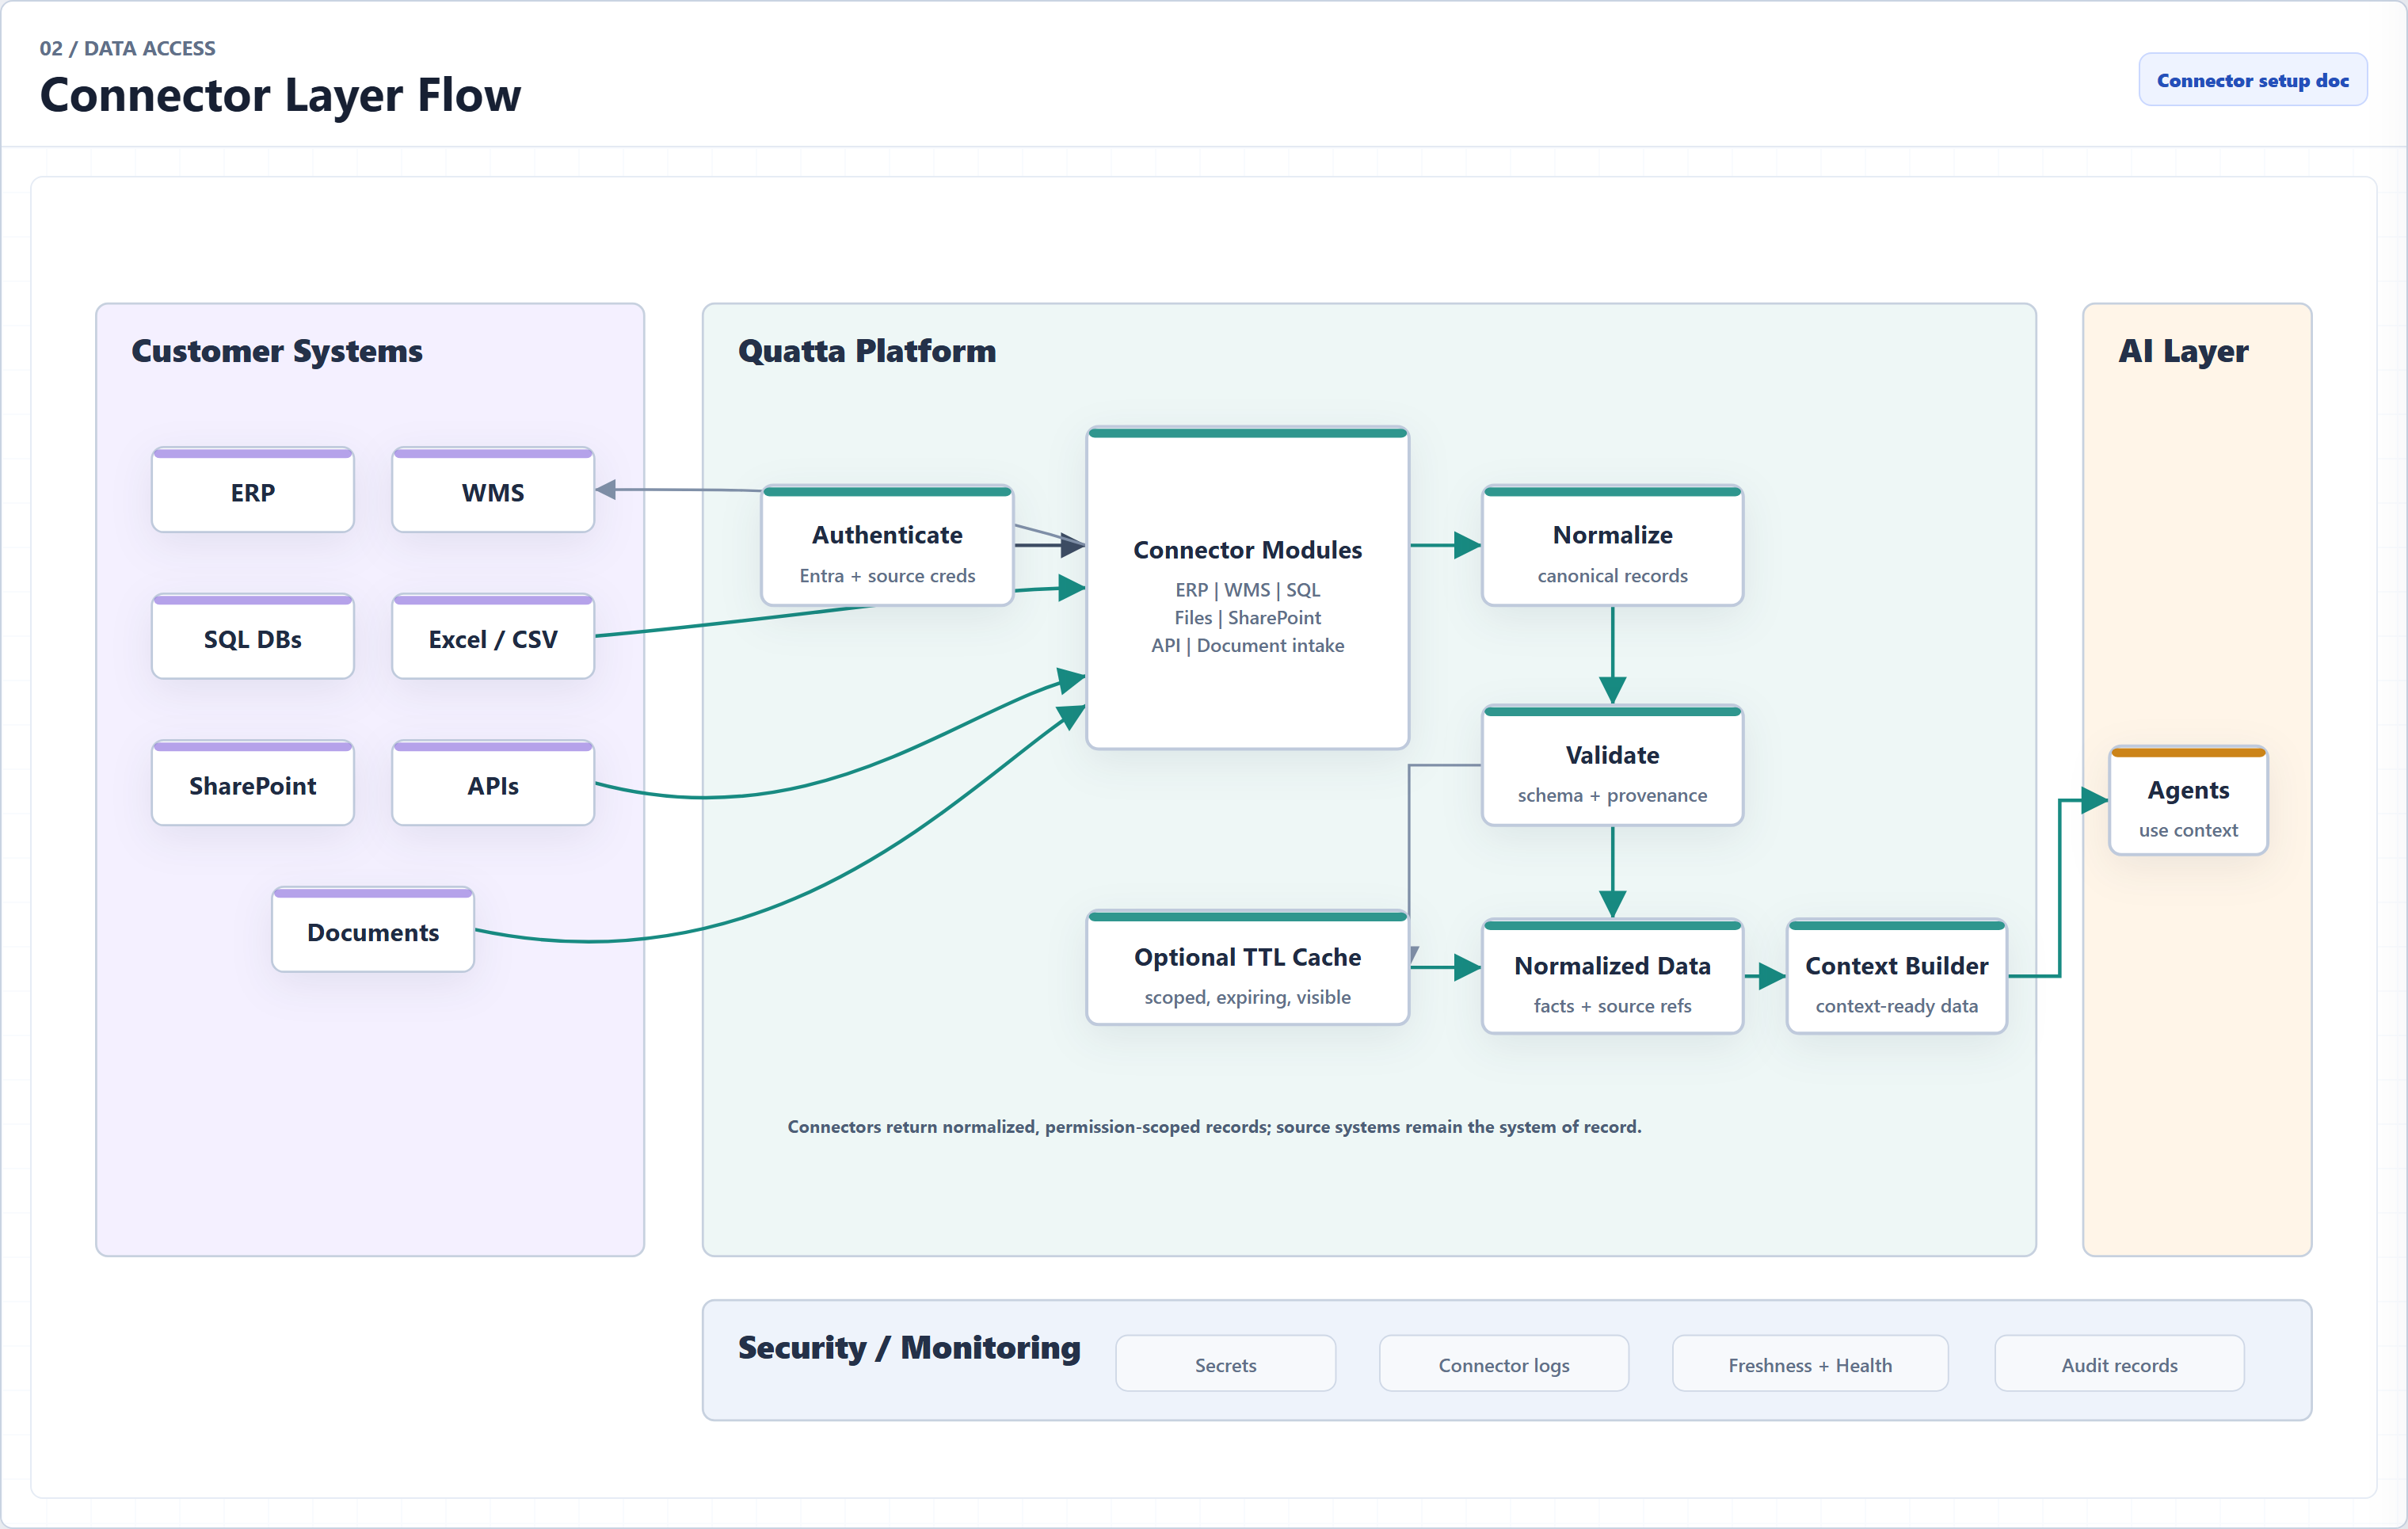 02 / DATA ACCESS
Connector Layer Flow
Connector setup doc
Customer Systems
ERP
WMS
SQL DBs
Excel / CSV
SharePoint
APIs
Documents
Quatta Platform
Authenticate
Entra + source creds
Connector Modules
ERP | WMS | SQL
Files | SharePoint
API | Document intake
Normalize
canonical records
Validate
schema + provenance
Optional TTL Cache
scoped, expiring, visible
Normalized Data
facts + source refs
Context Builder
context-ready data
Connectors return normalized, permission-scoped records; source systems remain the system of record.
AI Layer
Agents
use context
Security / Monitoring
Secrets
Connector logs
Freshness + Health
Audit records